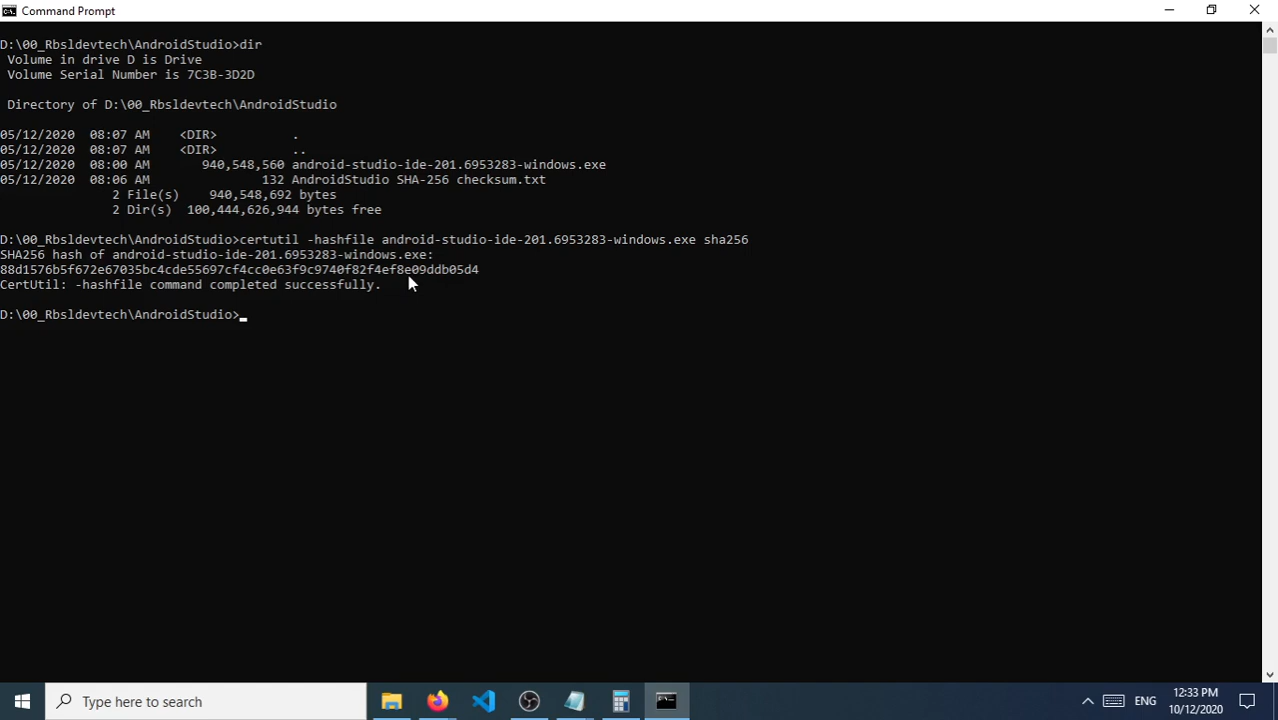 Command Prompt
D:\00_Rbsldevtech\AndroidStudio>dir
Volume in drive D is Drive
Volume Serial Number is 7C3B-3D2D
Directory of D:\00_Rbsldevtech\AndroidStudio
05/12/2020  08:07 AM    <DIR>          .
05/12/2020  08:07 AM    <DIR>          ..
05/12/2020  08:00 AM       940,548,560 android-studio-ide-201.6953283-windows.exe
05/12/2020  08:06 AM               132 AndroidStudio SHA-256 checksum.txt
2 File(s)    940,548,692 bytes
2 Dir(s)  100,444,626,944 bytes free
D:\00_Rbsldevtech\AndroidStudio>certutil -hashfile android-studio-ide-201.6953283-windows.exe sha256
SHA256 hash of android-studio-ide-201.6953283-windows.exe:
88d1576b5f672e67035bc4cde55697cf4cc0e63f9c9740f82f4ef8e09ddb05d4
CertUtil: -hashfile command completed successfully.
D:\00_Rbsldevtech\AndroidStudio>_
Type here to search
ENG
12:33 PM
10/12/2020